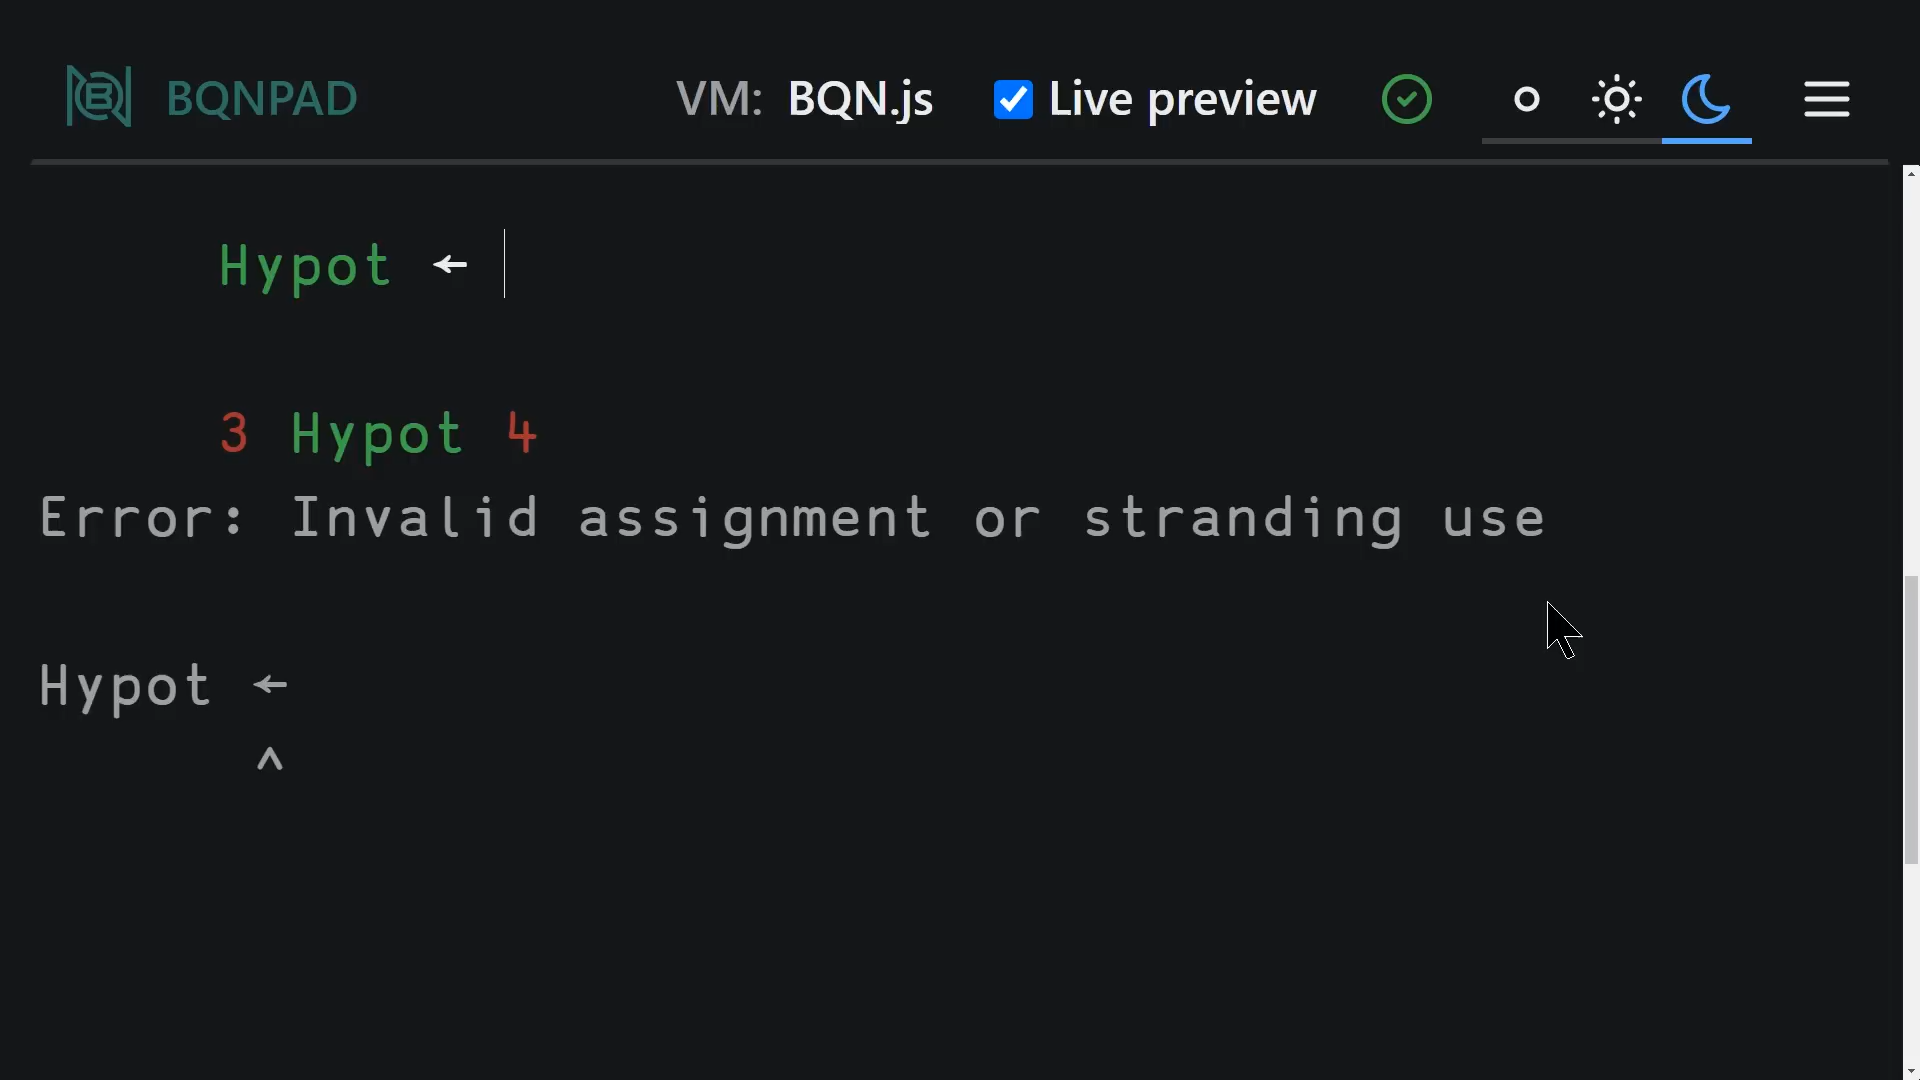 BQNPAD VM: BQN.js Live preview
Hypot ←
3 Hypot 4
Error: Invalid assignment or stranding use
Hypot ←
^